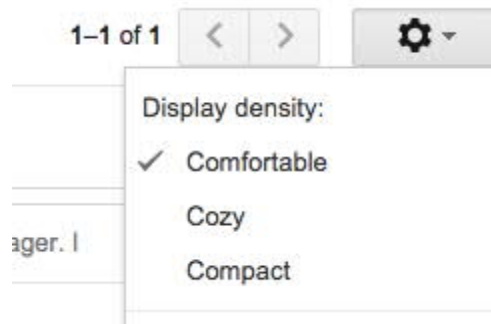 1–1 of 1
Display density:
Comfortable
Cozy
Compact
ager. I